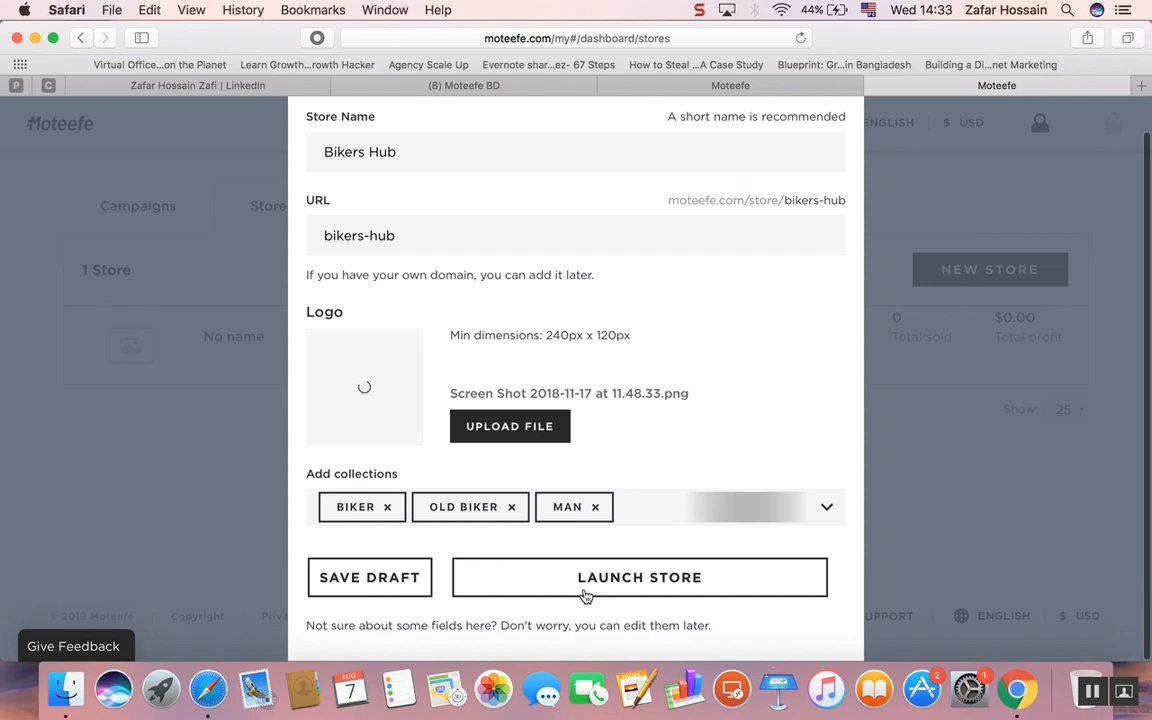 Safari File Edit View History Bookmarks Window Help S 44% Wed 14:33 Zafar Hossain
moteefe.com/my#/dashboard/stores
Virtual Office...on the Planet Learn Growth...rowth Hacker Agency Scale Up Evernote shar...ez- 67 Steps How to Steal ...A Case Study Blueprint: Gr...in Bangladesh Building a Di...net Marketing
P C Zafar Hossain Zafi | LinkedIn (8) Moteefe BD Moteefe Moteefe
Moteefe ENGLISH $ USD
Store Name A short name is recommended
Bikers Hub
Campaigns Store
URL moteefe.com/store/bikers-hub
bikers-hub
1 Store NEW STORE
If you have your own domain, you can add it later.
Logo
No name 0 $0.00
Total sold Total profit
Min dimensions: 240px x 120px
Screen Shot 2018-11-17 at 11.48.33.png
UPLOAD FILE
Show: 25
Add collections
BIKER × OLD BIKER × MAN ×
SAVE DRAFT LAUNCH STORE
© 2019 Moteefe Copyright Priva SUPPORT ENGLISH $ USD
Not sure about some fields here? Don't worry, you can edit them later.
Give Feedback
AUG
7
2 1